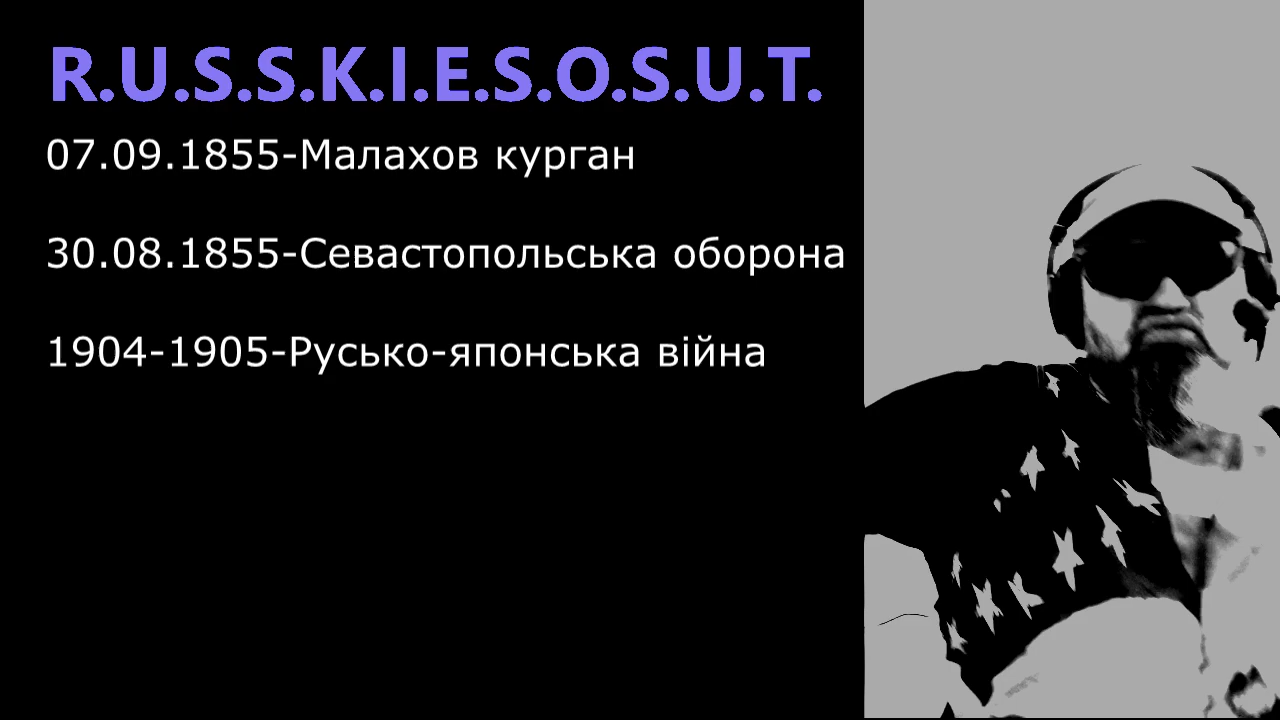 R.U.S.S.K.I.E.S.O.S.U.T.
07.09.1855-Малахов курган
30.08.1855-Севастопольська оборона
1904-1905-Русько-японська війна